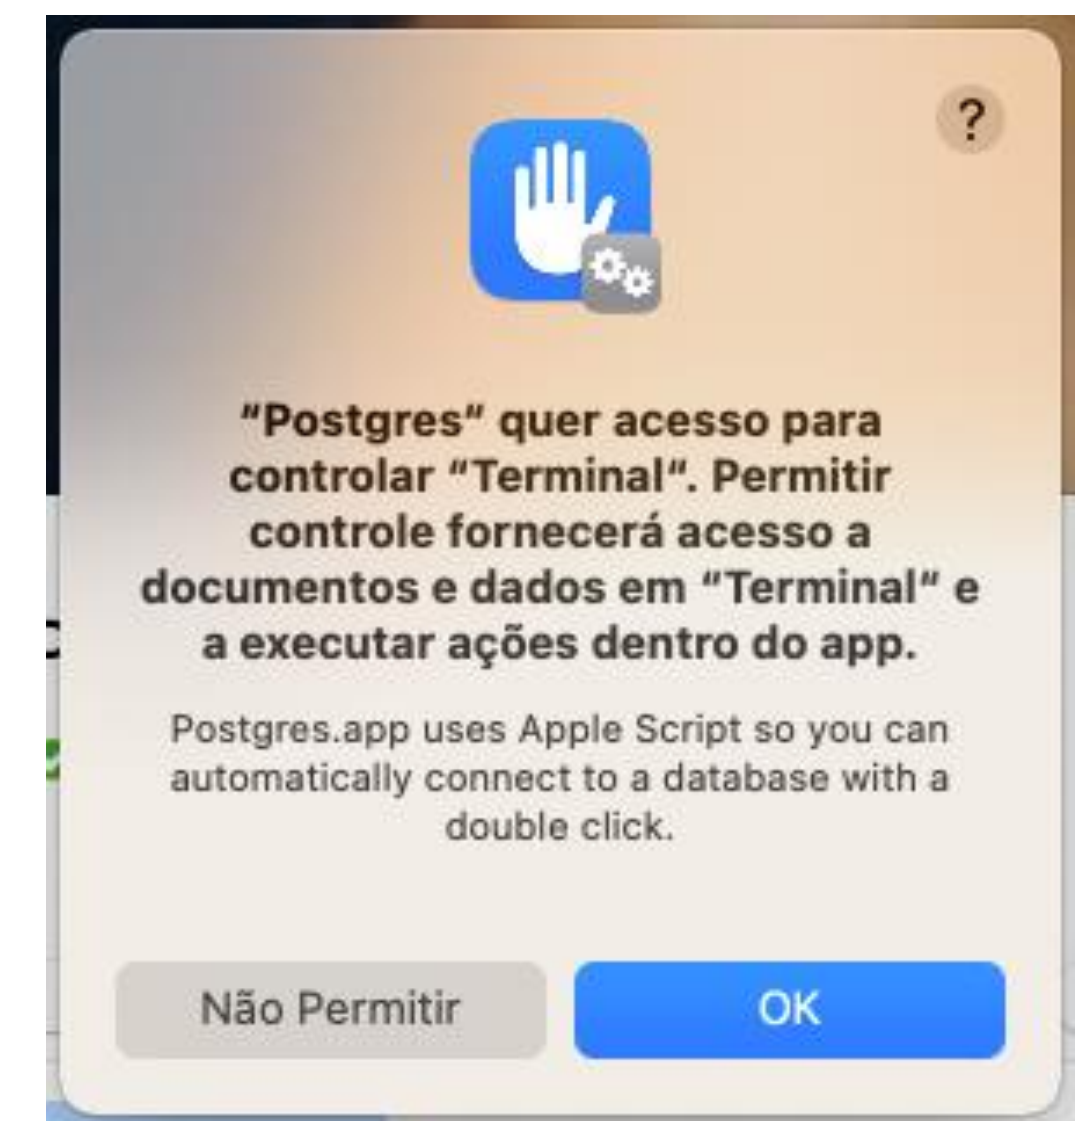 ?
"Postgres" quer acesso para
controlar "Terminal". Permitir
controle fornecerá acesso a
documentos e dados em "Terminal" e
a executar ações dentro do app.
Postgres.app uses Apple Script so you can
automatically connect to a database with a
double click.
Não Permitir
OK